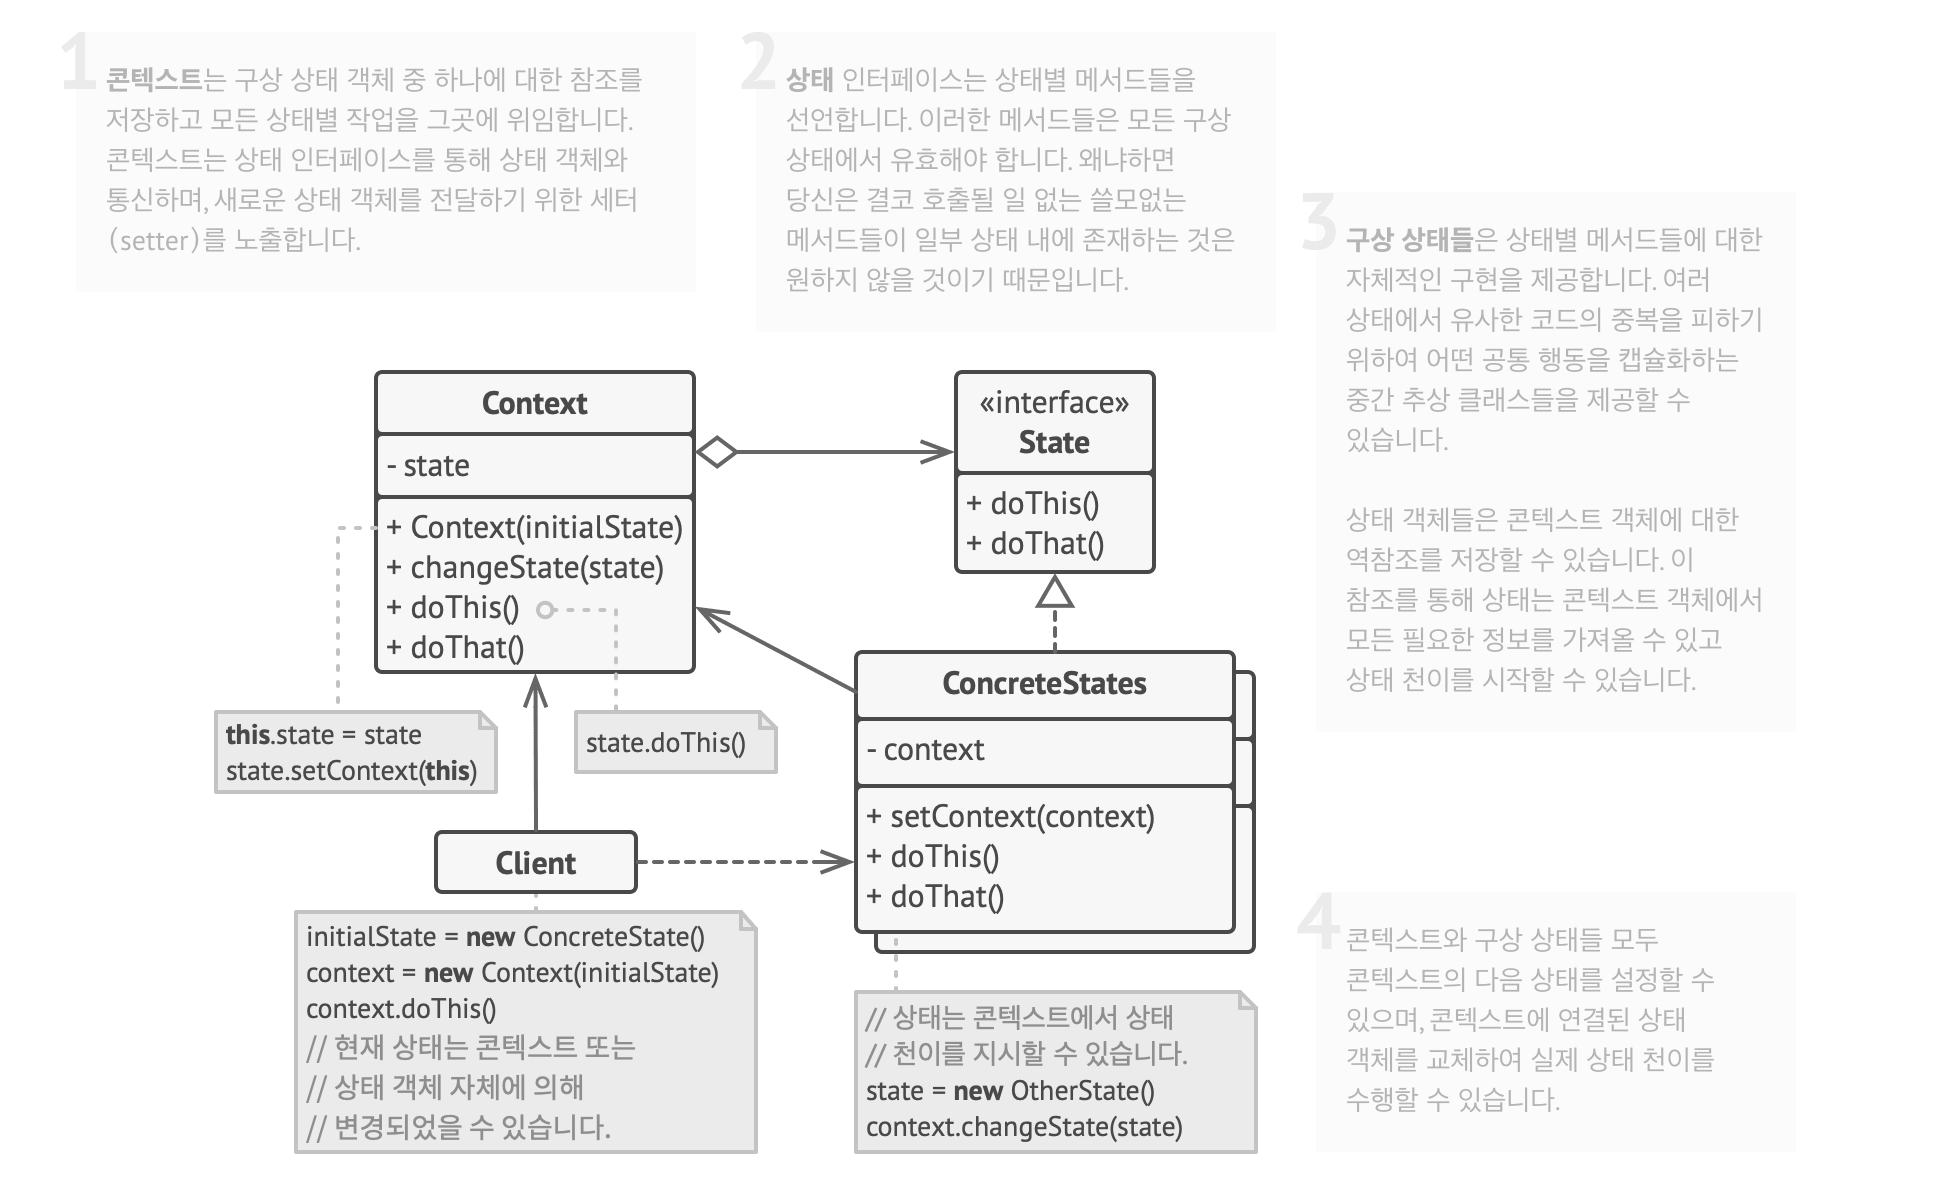 1
콘텍스트는 구상 상태 객체 중 하나에 대한 참조를
저장하고 모든 상태별 작업을 그곳에 위임합니다.
콘텍스트는 상태 인터페이스를 통해 상태 객체와
통신하며, 새로운 상태 객체를 전달하기 위한 세터
(setter)를 노출합니다.
2
상태 인터페이스는 상태별 메서드들을
선언합니다. 이러한 메서드들은 모든 구상
상태에서 유효해야 합니다. 왜냐하면
당신은 결코 호출될 일 없는 쓸모없는
메서드들이 일부 상태 내에 존재하는 것은
원하지 않을 것이기 때문입니다.
3
구상 상태들은 상태별 메서드들에 대한
자체적인 구현을 제공합니다. 여러
상태에서 유사한 코드의 중복을 피하기
위하여 어떤 공통 행동을 캡슐화하는
중간 추상 클래스들을 제공할 수
있습니다.
상태 객체들은 콘텍스트 객체에 대한
역참조를 저장할 수 있습니다. 이
참조를 통해 상태는 콘텍스트 객체에서
모든 필요한 정보를 가져올 수 있고
상태 천이를 시작할 수 있습니다.
Context
- state
+ Context(initialState)
+ changeState(state)
+ doThis()
+ doThat()
«interface»
State
+ doThis()
+ doThat()
this.state = state
state.setContext(this)
state.doThis()
ConcreteStates
- context
+ setContext(context)
+ doThis()
+ doThat()
Client
initialState = new ConcreteState()
context = new Context(initialState)
context.doThis()
// 현재 상태는 콘텍스트 또는
// 상태 객체 자체에 의해
// 변경되었을 수 있습니다.
// 상태는 콘텍스트에서 상태
// 천이를 지시할 수 있습니다.
state = new OtherState()
context.changeState(state)
4
콘텍스트와 구상 상태들 모두
콘텍스트의 다음 상태를 설정할 수
있으며, 콘텍스트에 연결된 상태
객체를 교체하여 실제 상태 천이를
수행할 수 있습니다.